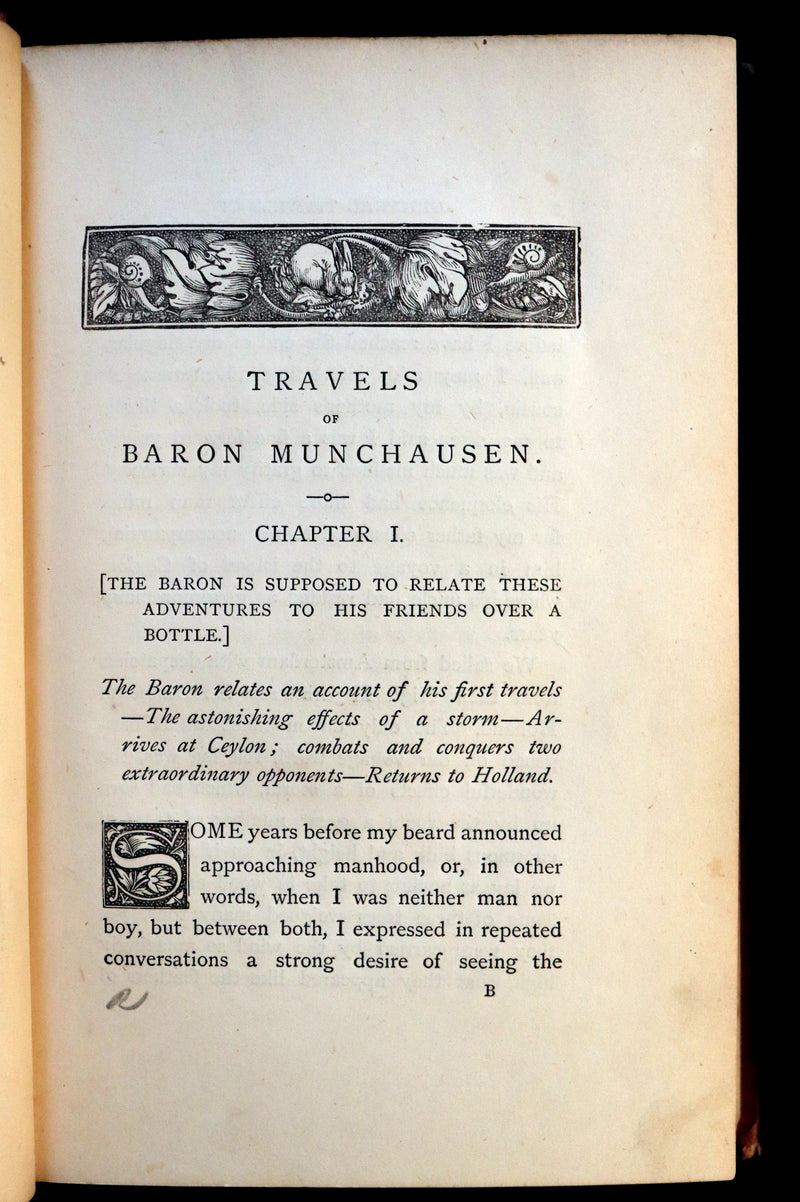 TRAVELS
OF
BARON MUNCHAUSEN.
CHAPTER I.
[THE BARON IS SUPPOSED TO RELATE THESE
ADVENTURES TO HIS FRIENDS OVER A
BOTTLE.]
The Baron relates an account of his first travels
—The astonishing effects of a storm—Ar-
rives at Ceylon; combats and conquers two
extraordinary opponents—Returns to Holland.
SOME years before my beard announced
approaching manhood, or, in other
words, when I was neither man nor
boy, but between both, I expressed in repeated
conversations a strong desire of seeing the
B